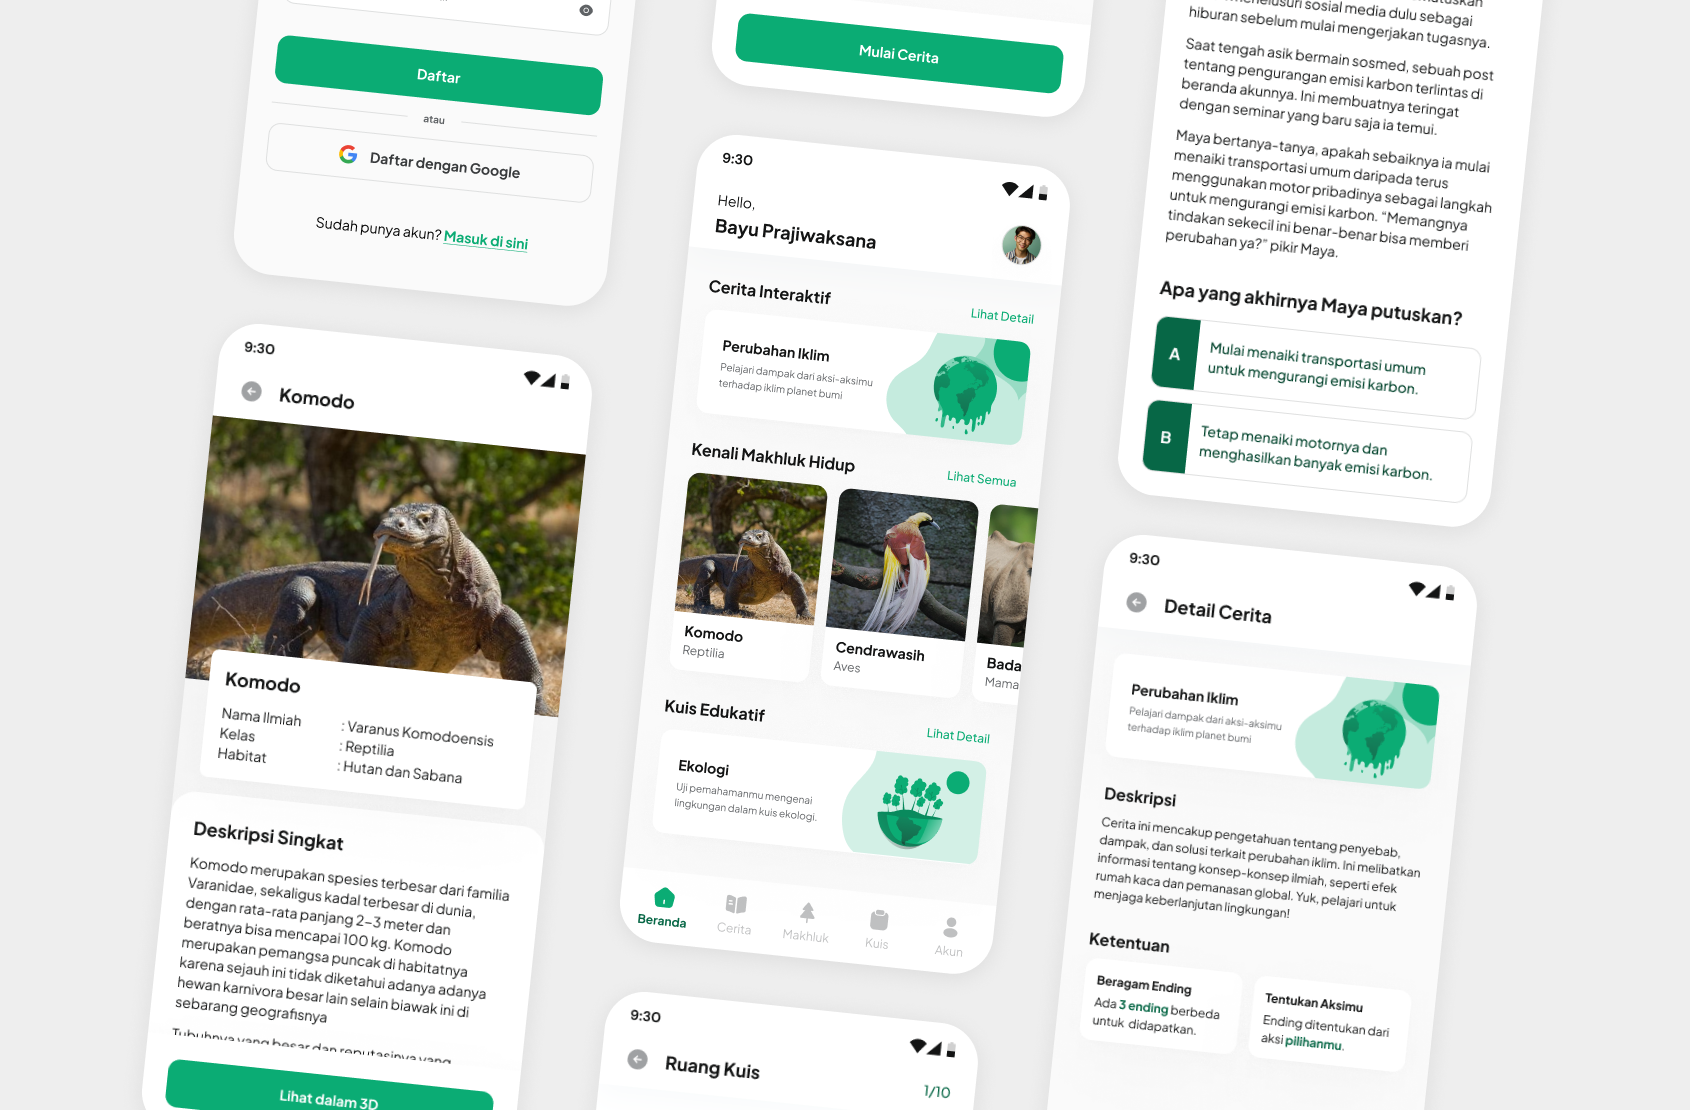 Daftar
atau
Daftar dengan Google
Sudah punya akun? Masuk di sini
9:30
Komodo
Komodo
Nama Ilmiah : Varanus Komodoensis
Kelas : Reptilia
Habitat : Hutan dan Sabana
Deskripsi Singkat
Komodo merupakan spesies terbesar dari familia
Varanidae, sekaligus kadal terbesar di dunia,
dengan rata-rata panjang 2-3 meter dan
beratnya bisa mencapai 100 kg. Komodo
merupakan pemangsa puncak di habitatnya
karena sejauh ini tidak diketahui adanya adanya
hewan karnivora besar lain selain biawak ini di
sebarang geografisnya
Tubuhnya yang besar dan reputasinya yang
Lihat dalam 3D
Mulai Cerita
9:30
Hello,
Bayu Prajiwaksana
Cerita Interaktif
Lihat Detail
Perubahan Iklim
Pelajari dampak dari aksi-aksimu
terhadap iklim planet bumi
Kenali Makhluk Hidup
Lihat Semua
Komodo
Reptilia
Cendrawasih
Aves
Bada
Mama
Kuis Edukatif
Lihat Detail
Ekologi
Uji pemahamanmu mengenai
lingkungan dalam kuis ekologi.
Beranda
Cerita
Makhluk
Kuis
Akun
9:30
Ruang Kuis
1/10
menelusuri sosial media dulu sebagai
hiburan sebelum mulai mengerjakan tugasnya.
Saat tengah asik bermain sosmed, sebuah post
tentang pengurangan emisi karbon terlintas di
beranda akunnya. Ini membuatnya teringat
dengan seminar yang baru saja ia temui.
Maya bertanya-tanya, apakah sebaiknya ia mulai
menaiki transportasi umum daripada terus
menggunakan motor pribadinya sebagai langkah
untuk mengurangi emisi karbon. “Memangnya
tindakan sekecil ini benar-benar bisa memberi
perubahan ya?” pikir Maya.
Apa yang akhirnya Maya putuskan?
A
Mulai menaiki transportasi umum
untuk mengurangi emisi karbon.
B
Tetap menaiki motornya dan
menghasilkan banyak emisi karbon.
9:30
Detail Cerita
Perubahan Iklim
Pelajari dampak dari aksi-aksimu
terhadap iklim planet bumi
Deskripsi
Cerita ini mencakup pengetahuan tentang penyebab,
dampak, dan solusi terkait perubahan iklim. Ini melibatkan
informasi tentang konsep-konsep ilmiah, seperti efek
rumah kaca dan pemanasan global. Yuk, pelajari untuk
menjaga keberlanjutan lingkungan!
Ketentuan
Beragam Ending
Ada 3 ending berbeda
untuk didapatkan.
Tentukan Aksimu
Ending ditentukan dari
aksi pilihanmu.